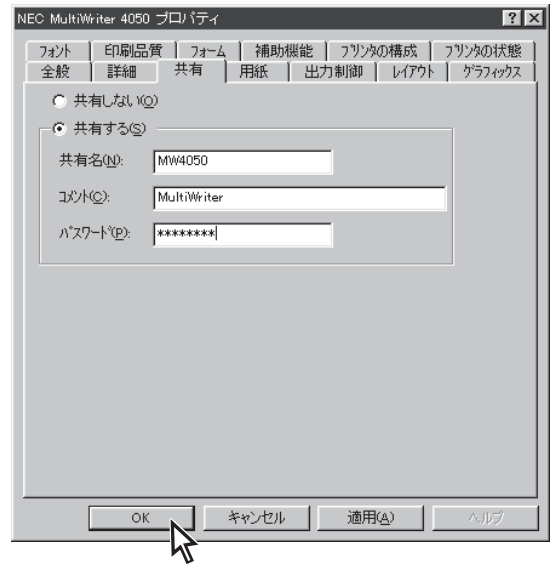 NEC MultiWriter 4050 プロパティ
フォント 印刷品質 フォーム 補助機能 プリンタの構成 プリンタの状態
全般 詳細 共有 用紙 出力制御 レイアウト グラフィックス
共有しない(O)
共有する(S)
共有名(N): MW4050
コメント(C): MultiWriter
パスワード(P): ********
OK キャンセル 適用(A) ヘルプ